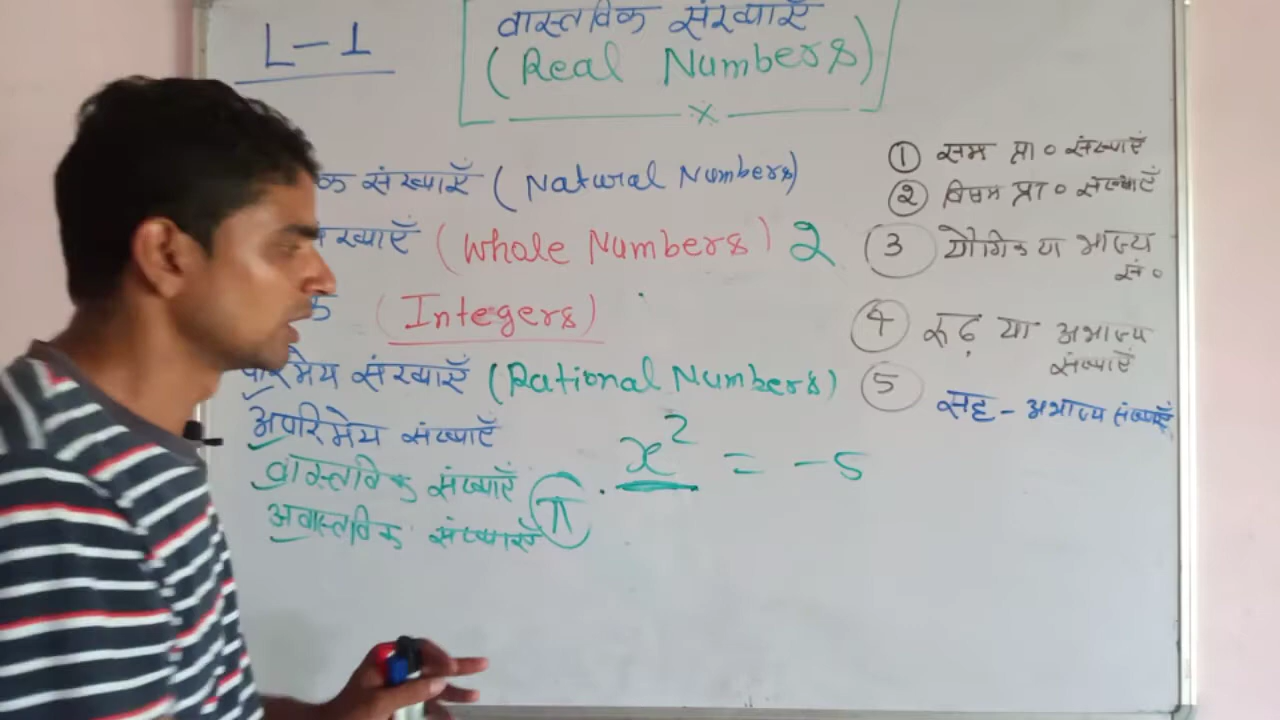 L-1
वास्तविक संख्याएँ
(Real Numbers)
क संख्याएँ (Natural Numbers)
ख्याएँ (Whole Numbers) 2
क (Integers)
परिमेय संख्याएँ (Rational Numbers)
अपरिमेय संख्याएँ
वास्तविक संख्याएँ π
x² = -5
अवास्तविक संख्याएँ
① सम प्रा० संख्याएँ
② विषम प्रा० संख्याएँ
③ यौगिक या भाज्य
सं०
④ रूढ़ या अभाज्य
संख्याएँ
⑤ सह - अभाज्य संख्याएँ